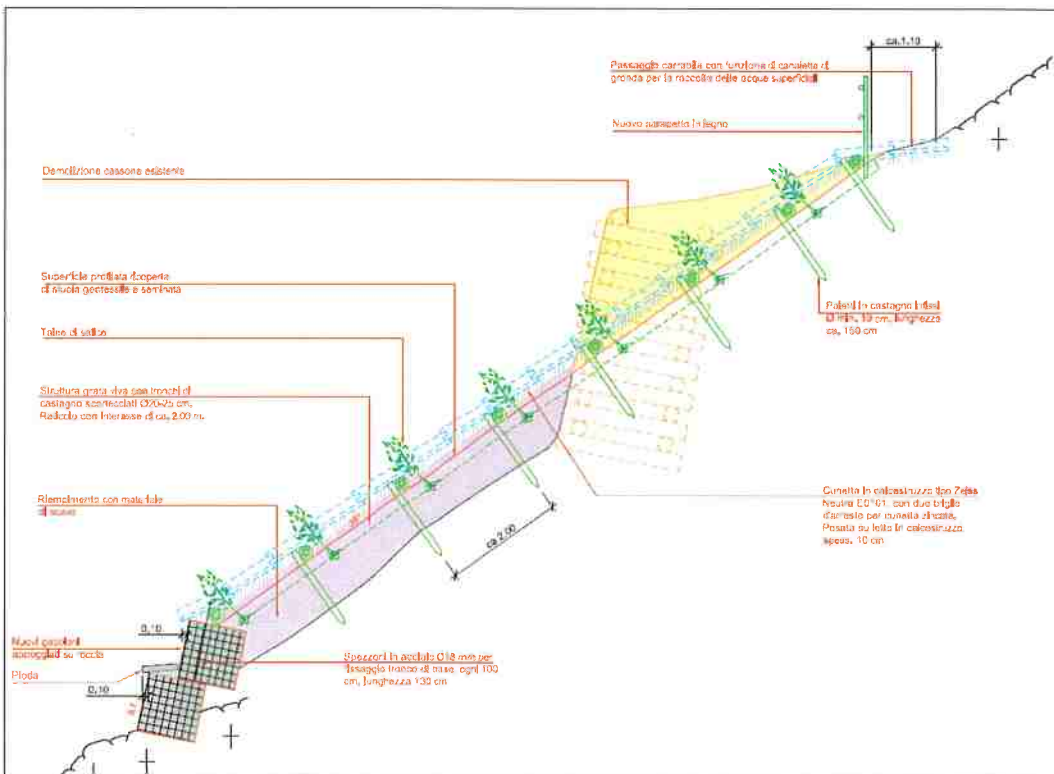 ca. 1.10
Passaggio carrabile con funzione di canaletta di
gronda per la raccolta delle acque superficiali
Nuovo parapetto in legno
Demolizione cassone esistente
Superficie profilata ricoperta
di stuoia geotessile e seminata
Paletti in castagno infissi
Ø min. 10 cm, lunghezza
ca. 150 cm
Talee di salice
Struttura grata viva con tronchi di
castagno scortecciati Ø20-25 cm.
Reticolo con interasse di ca. 2.00 m.
Riempimento con materiale
di scavo
ca 2.00
Cunetta in calcestruzzo tipo Zeiss
con due briglie
d'arresto per cunetta zincata.
Posata su letto in calcestruzzo
spess. 10 cm
0.10
Nuovi gabbioni
appoggiati su roccia
Spezzoni in acciaio Ø18 mm per
fissaggio tronco di base, ogni 100
cm, lunghezza 130 cm
Ploda
0.10